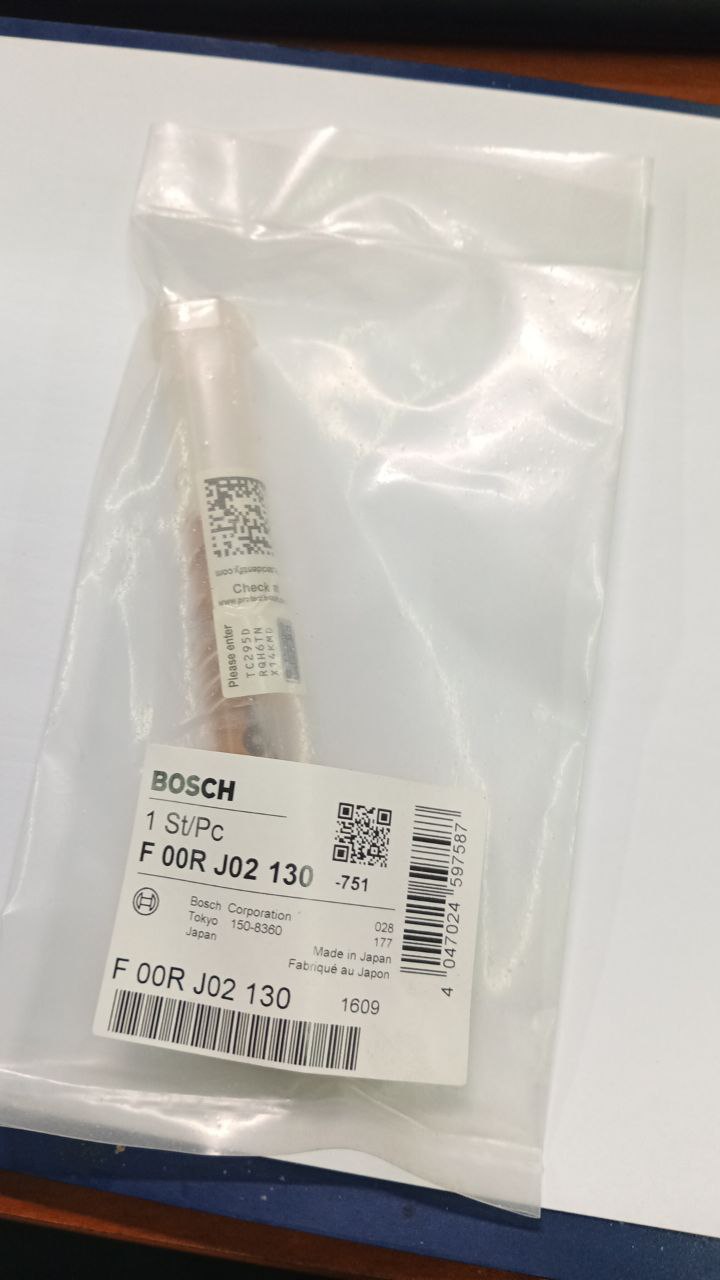 Check a
Please enter
TC295D
RQH6TN
X14KMD
BOSCH
1 St/Pc
F 00R J02 130
-751
Bosch Corporation
Tokyo 150-8360
Japan
028
177
Made in Japan
Fabriqué au Japon
4 047024 597587
F 00R J02 130
1609